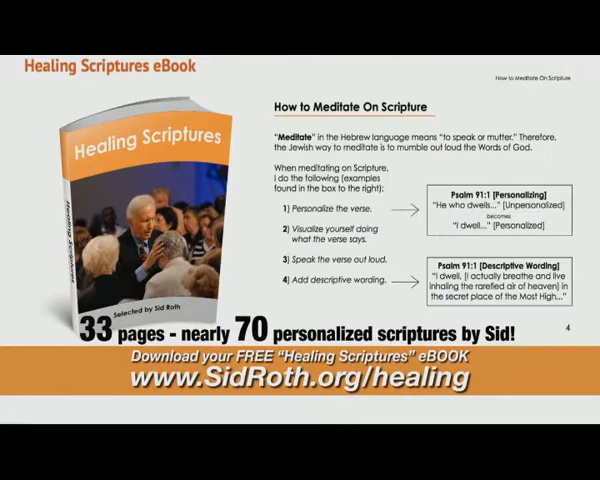 Healing Scriptures eBook
How to Meditate On Scripture
How to Meditate On Scripture
“Meditate” in the Hebrew language means “to speak or mutter.” Therefore,
the Jewish way to meditate is to mumble out loud the Words of God.
When meditating on Scripture,
I do the following (examples
found in the box to the right):
1) Personalize the verse.
2) Visualize yourself doing
what the verse says.
3) Speak the verse out loud.
4) Add descriptive wording.
Psalm 91:1 [Personalizing]
“He who dwells...” [Unpersonalized]
becomes
“I dwell...” [Personalized]
Psalm 91:1 [Descriptive Wording]
“I dwell, [I actually breathe and live
inhaling the rarefied air of heaven] in
the secret place of the Most High...”
4
Healing Scriptures
Healing Scriptures
Selected by Sid Roth
33 pages - nearly 70 personalized scriptures by Sid!
Download your FREE “Healing Scriptures” eBOOK
www.SidRoth.org/healing